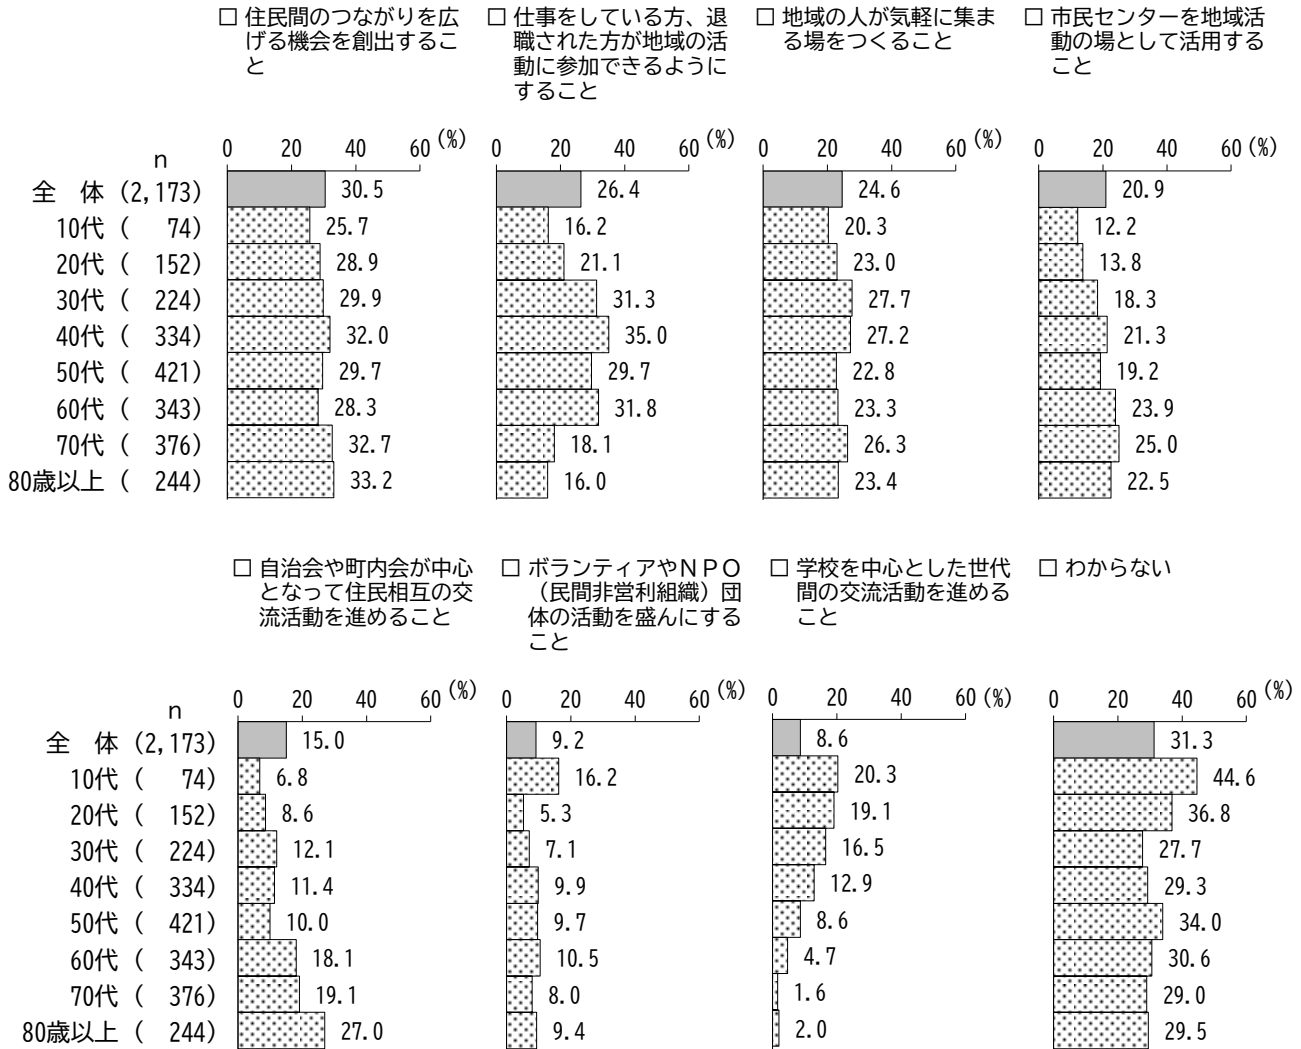 □ 住民間のつながりを広
げる機会を創出するこ
と
□ 仕事をしている方、退
職された方が地域の活
動に参加できるように
すること
□ 地域の人が気軽に集ま
る場をつくること
□ 市民センターを地域活
動の場として活用する
こと
0 20 40 60 (%) 0 20 40 60 (%) 0 20 40 60 (%) 0 20 40 60 (%)
n
全 体 (2,173) 30.5 26.4 24.6 20.9
10代 ( 74) 25.7 16.2 20.3 12.2
20代 ( 152) 28.9 21.1 23.0 13.8
30代 ( 224) 29.9 31.3 27.7 18.3
40代 ( 334) 32.0 35.0 27.2 21.3
50代 ( 421) 29.7 29.7 22.8 19.2
60代 ( 343) 28.3 31.8 23.3 23.9
70代 ( 376) 32.7 18.1 26.3 25.0
80歳以上 ( 244) 33.2 16.0 23.4 22.5
□ 自治会や町内会が中心
となって住民相互の交
流活動を進めること
□ ボランティアやNPO
(民間非営利組織)団
体の活動を盛んにする
こと
□ 学校を中心とした世代
間の交流活動を進める
こと
□ わからない
0 20 40 60 (%) 0 20 40 60 (%) 0 20 40 60 (%) 0 20 40 60 (%)
n
全 体 (2,173) 15.0 9.2 8.6 31.3
10代 ( 74) 6.8 16.2 20.3 44.6
20代 ( 152) 8.6 5.3 19.1 36.8
30代 ( 224) 12.1 7.1 16.5 27.7
40代 ( 334) 11.4 9.9 12.9 29.3
50代 ( 421) 10.0 9.7 8.6 34.0
60代 ( 343) 18.1 10.5 4.7 30.6
70代 ( 376) 19.1 8.0 1.6 29.0
80歳以上 ( 244) 27.0 9.4 2.0 29.5